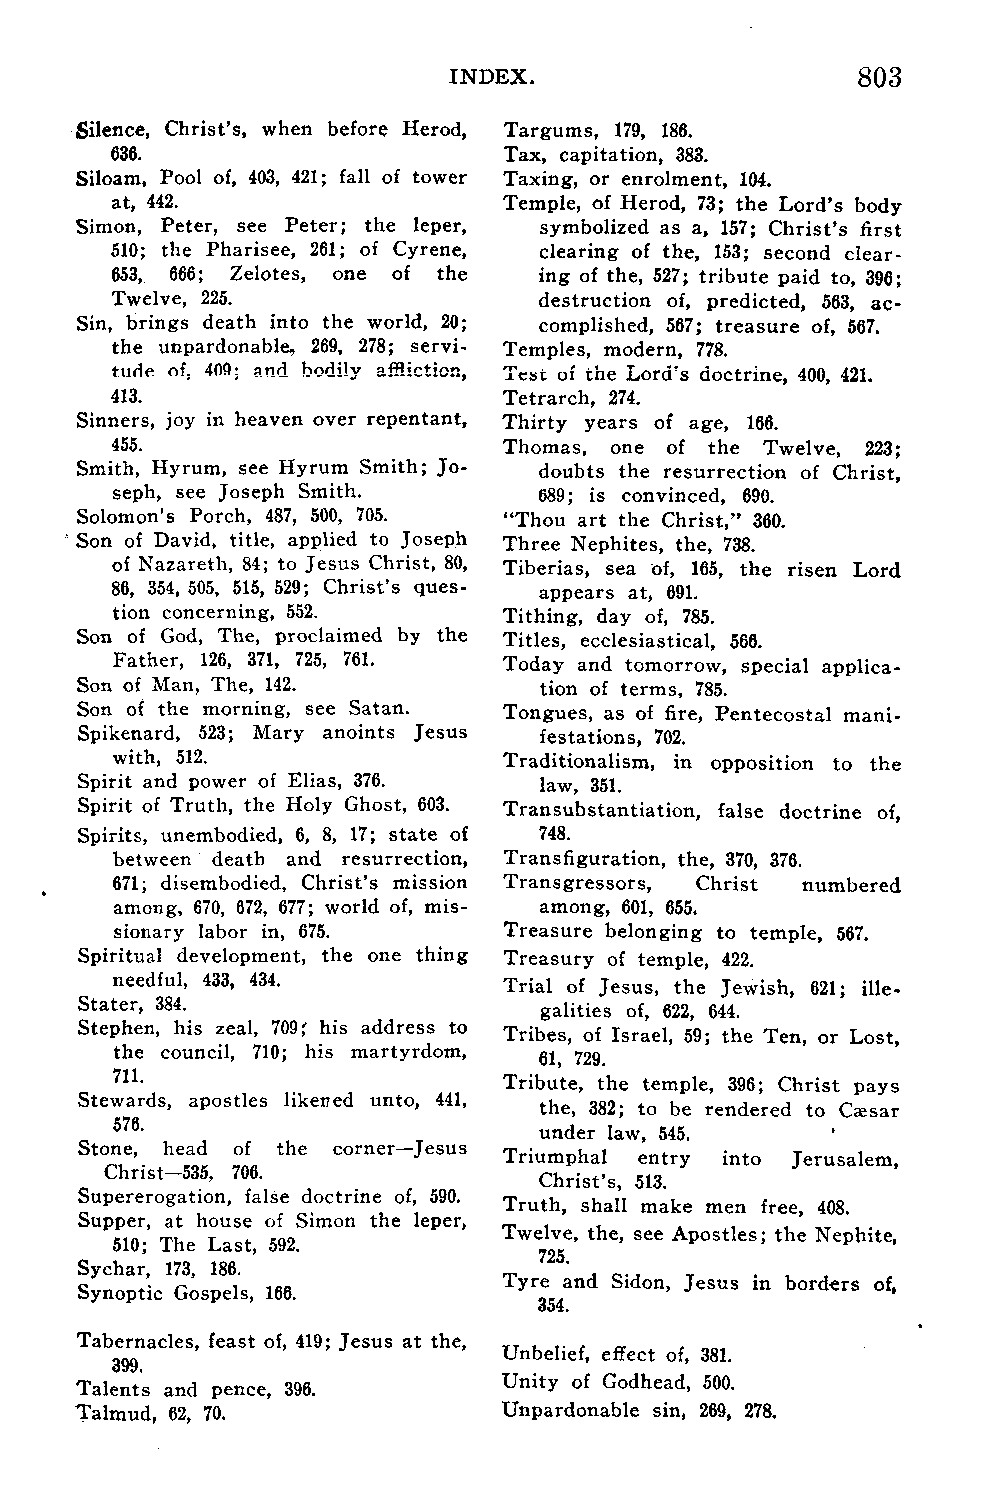 INDEX. 803
Silence, Christ's, when before Herod,
636.
Siloam, Pool of, 403, 421; fall of tower
at, 442.
Simon, Peter, see Peter; the leper,
510; the Pharisee, 261; of Cyrene,
653, 666; Zelotes, one of the
Twelve, 225.
Sin, brings death into the world, 20;
the unpardonable, 269, 278; servi-
tude of, 409; and bodily affliction,
413.
Sinners, joy in heaven over repentant,
455.
Smith, Hyrum, see Hyrum Smith; Jo-
seph, see Joseph Smith.
Solomon's Porch, 487, 500, 705.
Son of David, title, applied to Joseph
of Nazareth, 84; to Jesus Christ, 80,
86, 354, 505, 515, 529; Christ's ques-
tion concerning, 552.
Son of God, The, proclaimed by the
Father, 126, 371, 725, 761.
Son of Man, The, 142.
Son of the morning, see Satan.
Spikenard, 523; Mary anoints Jesus
with, 512.
Spirit and power of Elias, 376.
Spirit of Truth, the Holy Ghost, 603.
Spirits, unembodied, 6, 8, 17; state of
between death and resurrection,
671; disembodied, Christ's mission
among, 670, 672, 677; world of, mis-
sionary labor in, 675.
Spiritual development, the one thing
needful, 433, 434.
Stater, 384.
Stephen, his zeal, 709; his address to
the council, 710; his martyrdom,
711.
Stewards, apostles likened unto, 441,
576.
Stone, head of the corner—Jesus
Christ—535, 706.
Supererogation, false doctrine of, 590.
Supper, at house of Simon the leper,
510; The Last, 592.
Sychar, 173, 186.
Synoptic Gospels, 166.
Tabernacles, feast of, 419; Jesus at the,
399.
Talents and pence, 396.
Talmud, 62, 70.
Targums, 179, 186.
Tax, capitation, 383.
Taxing, or enrolment, 104.
Temple, of Herod, 73; the Lord's body
symbolized as a, 157; Christ's first
clearing of the, 153; second clear-
ing of the, 527; tribute paid to, 396;
destruction of, predicted, 563, ac-
complished, 567; treasure of, 567.
Temples, modern, 778.
Test of the Lord's doctrine, 400, 421.
Tetrarch, 274.
Thirty years of age, 166.
Thomas, one of the Twelve, 223;
doubts the resurrection of Christ,
689; is convinced, 690.
"Thou art the Christ," 360.
Three Nephites, the, 738.
Tiberias, sea of, 165, the risen Lord
appears at, 691.
Tithing, day of, 785.
Titles, ecclesiastical, 566.
Today and tomorrow, special applica-
tion of terms, 785.
Tongues, as of fire, Pentecostal mani-
festations, 702.
Traditionalism, in opposition to the
law, 351.
Transubstantiation, false doctrine of,
748.
Transfiguration, the, 370, 376.
Transgressors, Christ numbered
among, 601, 655.
Treasure belonging to temple, 567.
Treasury of temple, 422.
Trial of Jesus, the Jewish, 621; ille-
galities of, 622, 644.
Tribes, of Israel, 59; the Ten, or Lost,
61, 729.
Tribute, the temple, 396; Christ pays
the, 382; to be rendered to Cæsar
under law, 545.
Triumphal entry into Jerusalem,
Christ's, 513.
Truth, shall make men free, 408.
Twelve, the, see Apostles; the Nephite,
725.
Tyre and Sidon, Jesus in borders of,
354.
Unbelief, effect of, 381.
Unity of Godhead, 500.
Unpardonable sin, 269, 278.